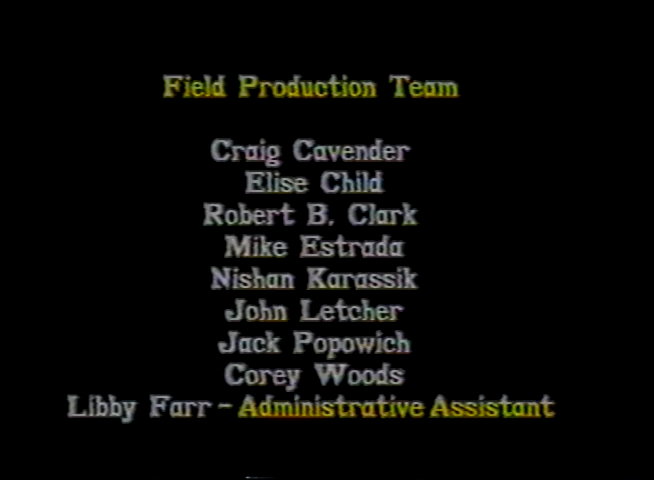 Field Production Team
Craig Cavender
Elise Child
Robert B. Clark
Mike Estrada
Nishan Karassik
John Letcher
Jack Popowich
Corey Woods
Libby Farr - Administrative Assistant